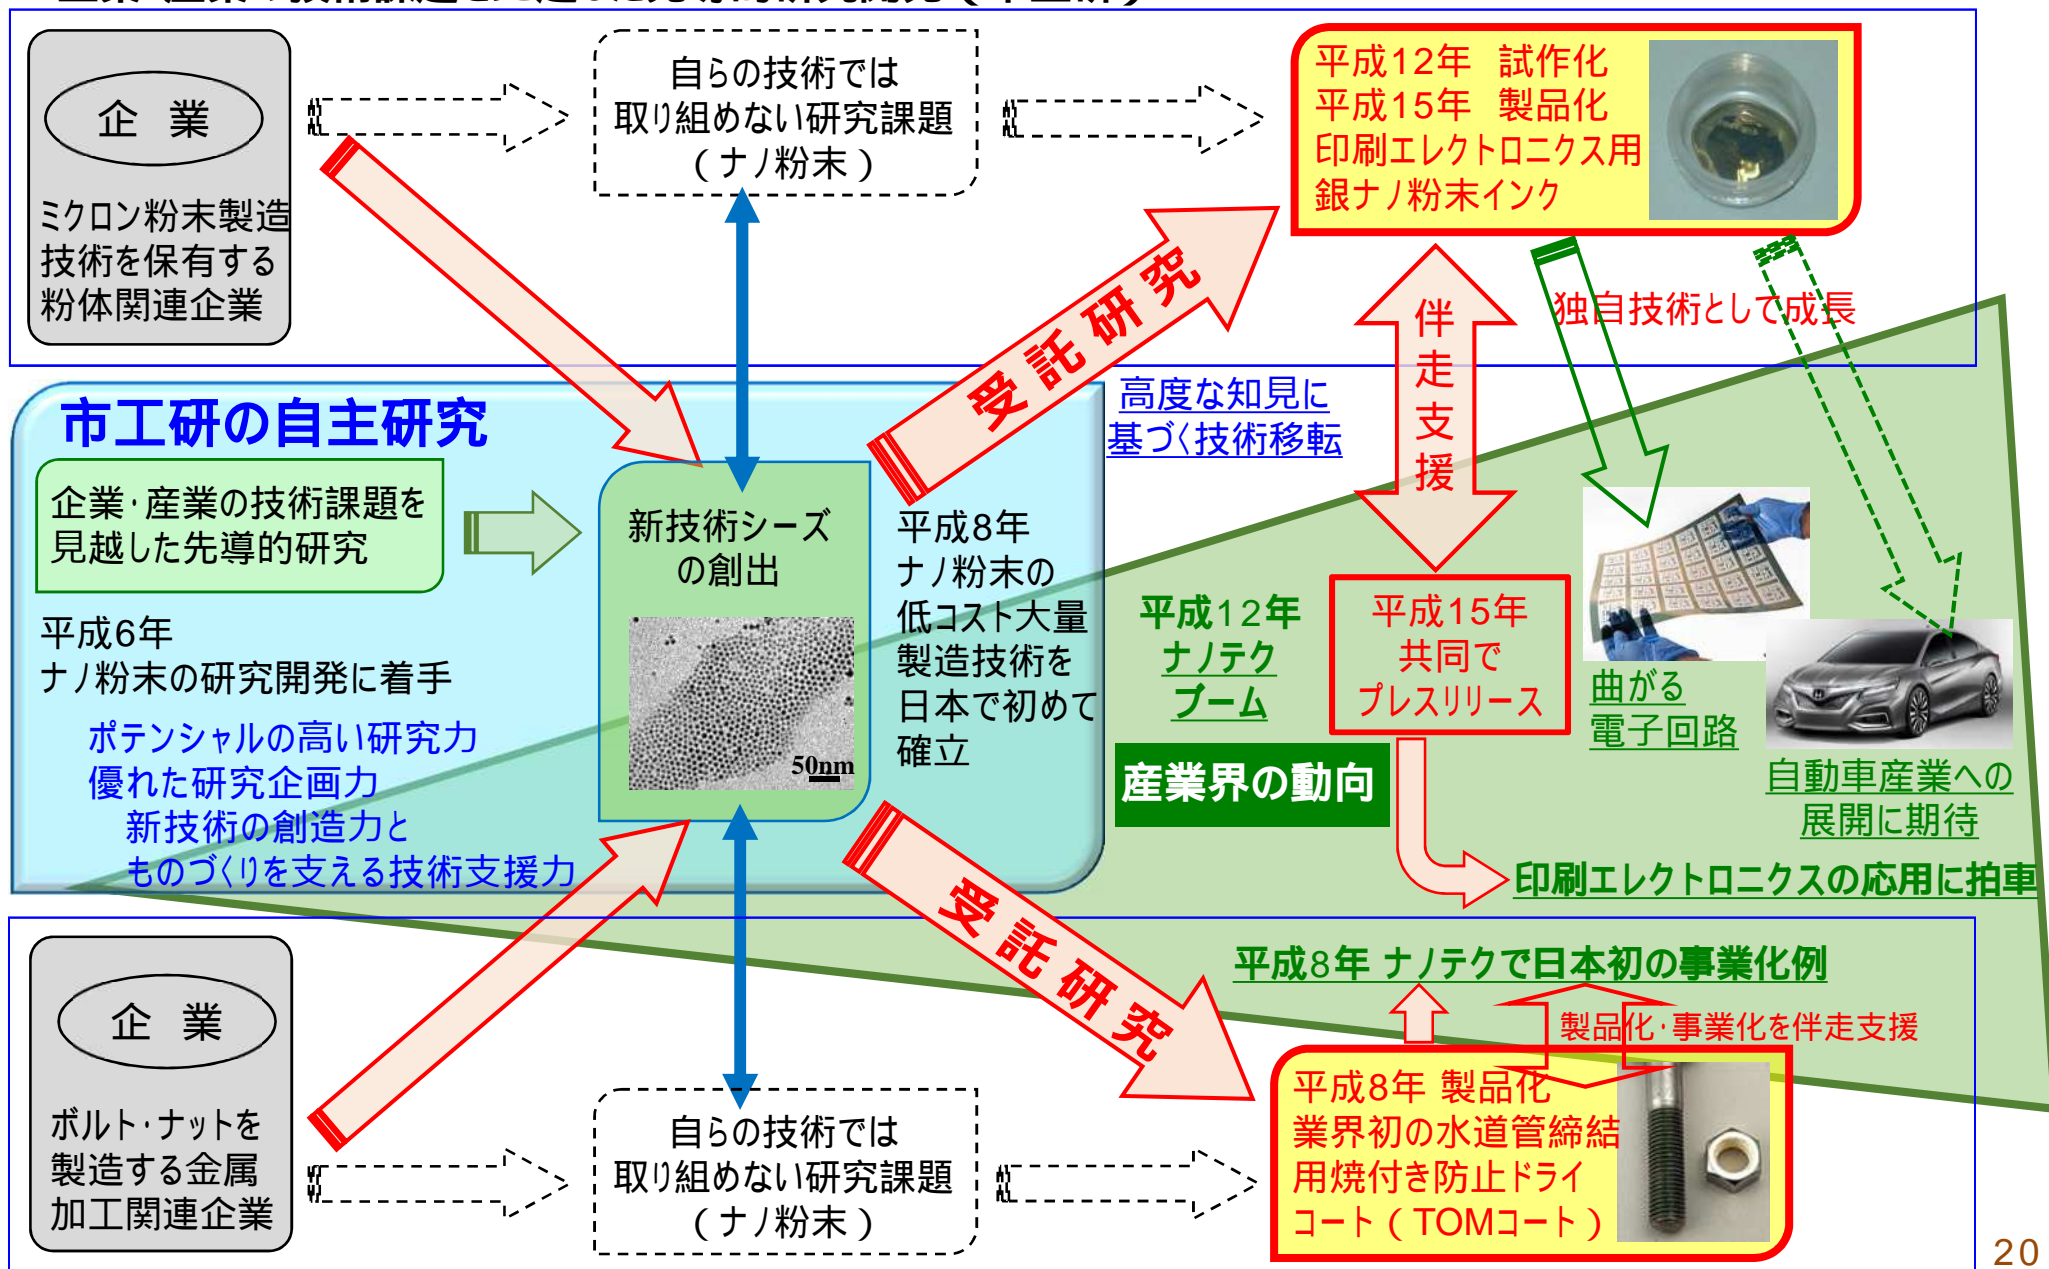 企 業
ミクロン粉末製造
技術を保有する
粉体関連企業
自らの技術では
取り組めない研究課題
（ナノ粉末）
平成12年 試作化
平成15年 製品化
印刷エレクトロニクス用
銀ナノ粉末インク
受託研究
伴走支援
独自技術として成長
高度な知見に
基づく技術移転
市工研の自主研究
企業・産業の技術課題を
見越した先導的研究
平成6年
ナノ粉末の研究開発に着手
ポテンシャルの高い研究力
優れた研究企画力
新技術の創造力と
ものづくりを支える技術支援力
新技術シーズ
の創出
50nm
平成8年
ナノ粉末の
低コスト大量
製造技術を
日本で初めて
確立
平成12年
ナノテク
ブーム
平成15年
共同で
プレスリリース
曲がる
電子回路
自動車産業への
展開に期待
産業界の動向
印刷エレクトロニクスの応用に拍車
受託研究
企 業
ボルト・ナットを
製造する金属
加工関連企業
自らの技術では
取り組めない研究課題
（ナノ粉末）
平成8年 ナノテクで日本初の事業化例
製品化・事業化を伴走支援
平成8年 製品化
業界初の水道管締結
用焼付き防止ドライ
コート（TOMコート）
20